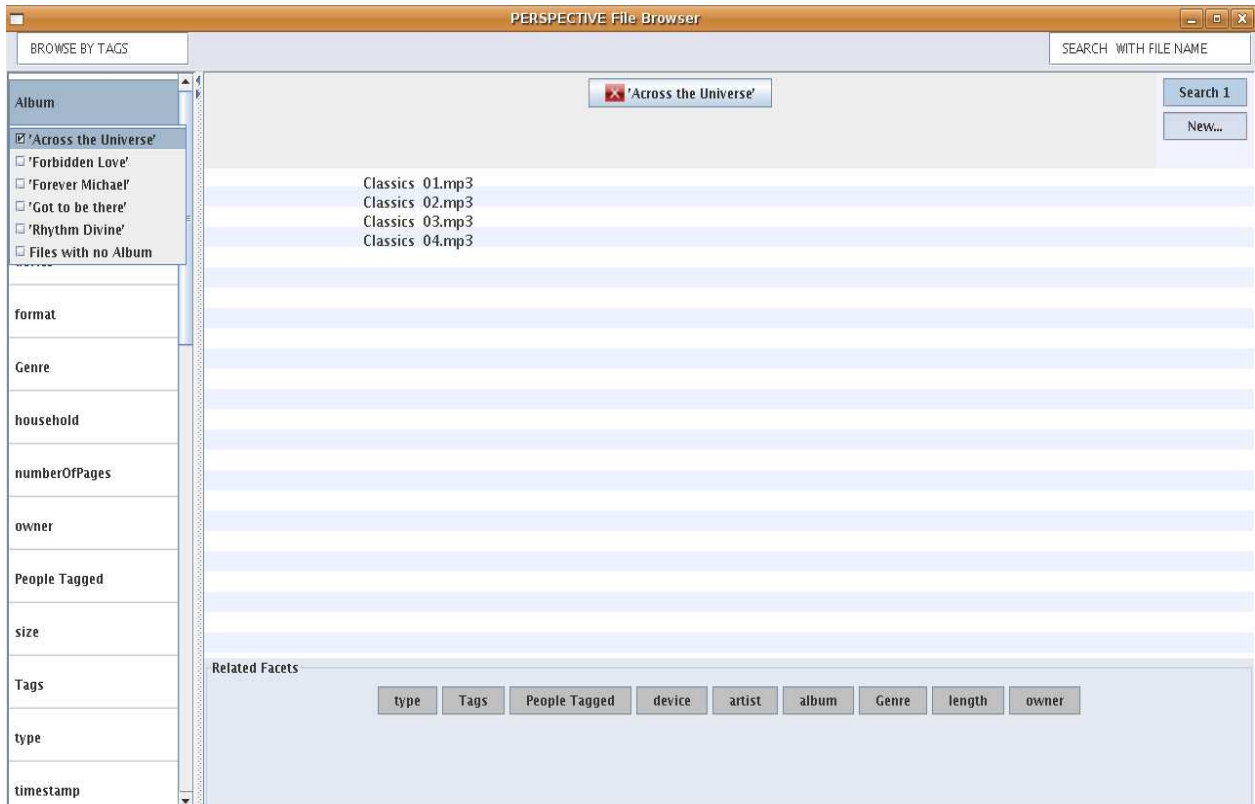 PERSPECTIVE File Browser
BROWSE BY TAGS
SEARCH WITH FILE NAME
Album
'Across the Universe'
'Forbidden Love'
'Forever Michael'
'Got to be there'
'Rhythm Divine'
Files with no Album
format
Genre
household
numberOfPages
owner
People Tagged
size
Tags
type
timestamp
'Across the Universe'
Search 1
New...
Classics 01.mp3
Classics 02.mp3
Classics 03.mp3
Classics 04.mp3
Related Facets
type Tags People Tagged device artist album Genre length owner